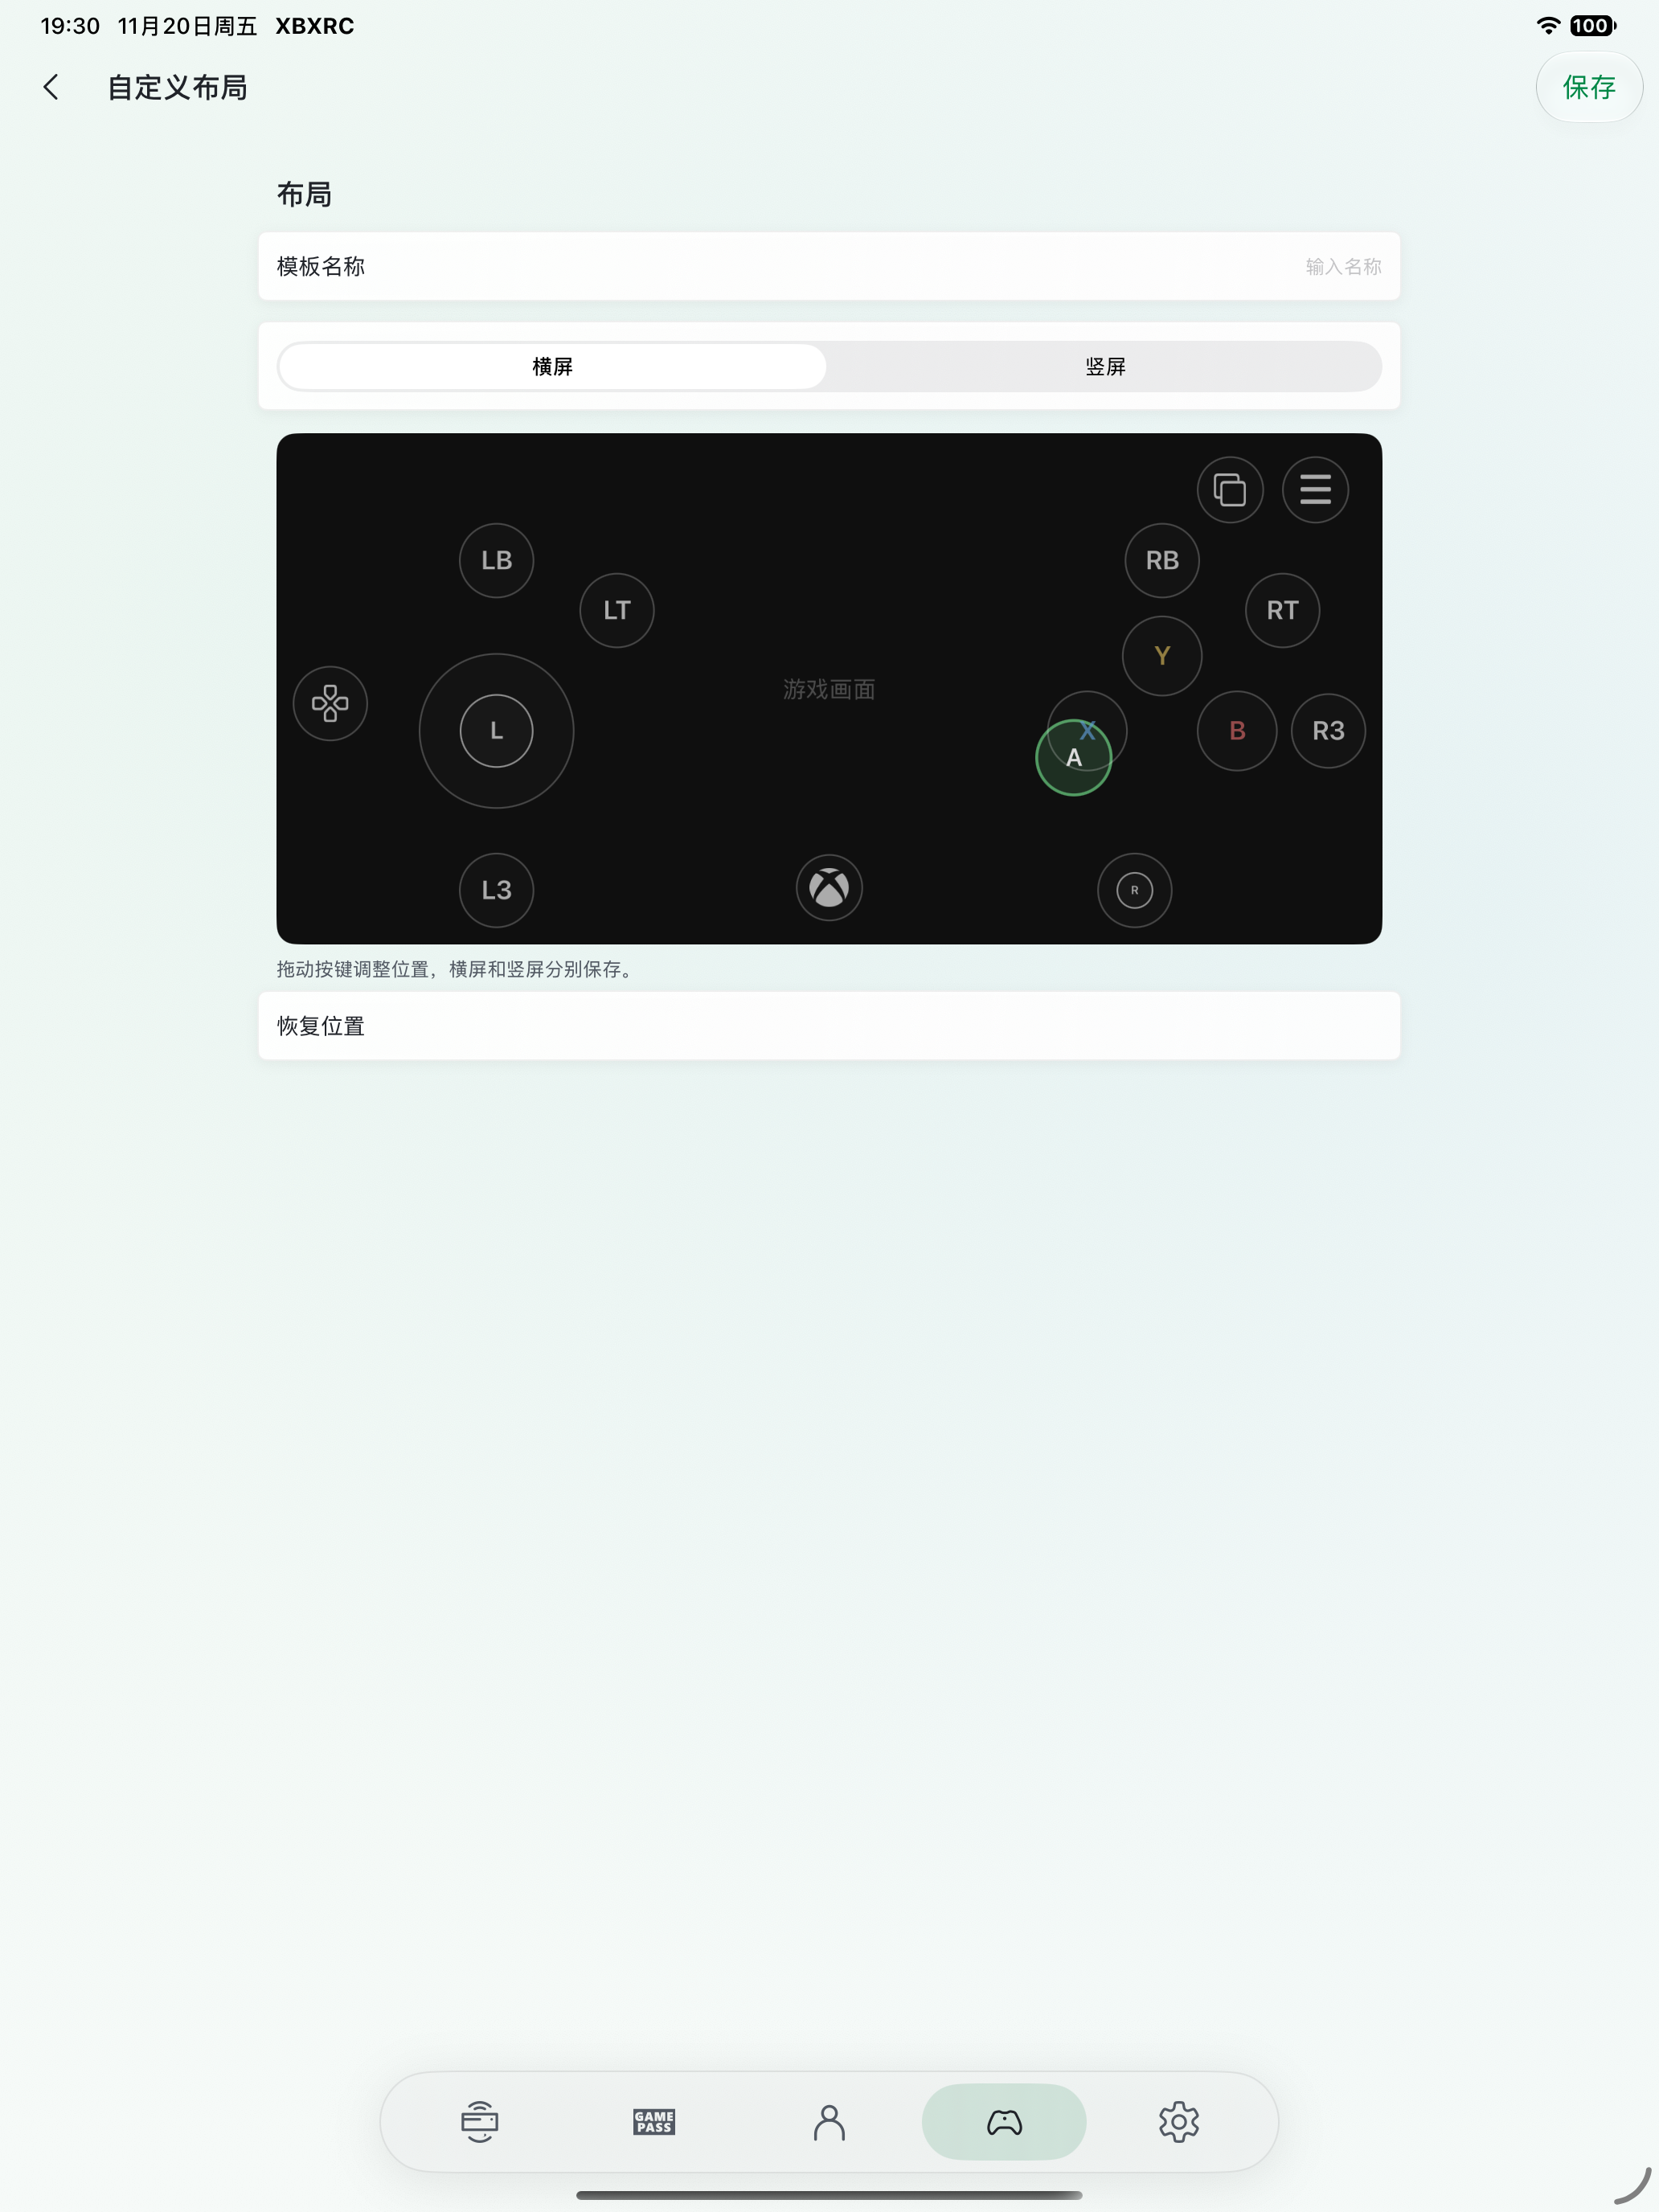 19:30 11月20日周五 XBXRC 100
自定义布局 保存
布局
模板名称 输入名称
横屏 竖屏
LB RB
LT RT
Y
游戏画面
L X B R3
A
L3 R
拖动按键调整位置，横屏和竖屏分别保存。
恢复位置
GAME
PASS